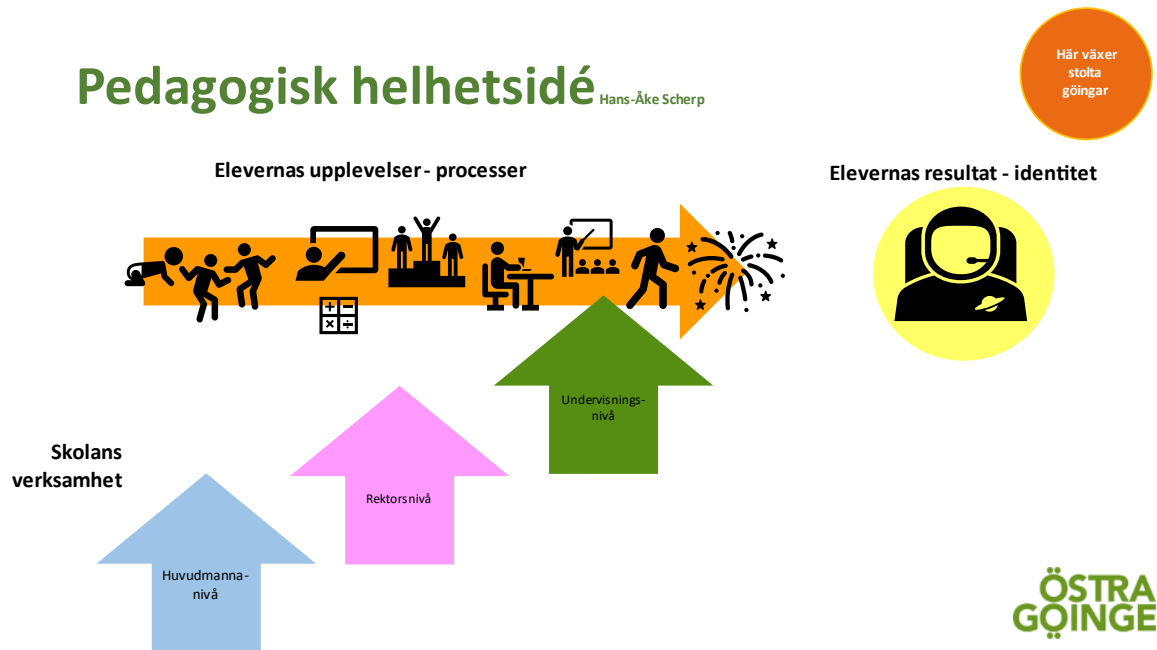 Här växer
stolta
göingar
Pedagogisk helhetsidé Hans-Åke Scherp
Elevernas upplevelser - processer
Elevernas resultat - identitet
+ −
× ÷
Undervisnings-
nivå
Skolans
verksamhet
Rektorsnivå
Huvudmanna-
nivå
ÖSTRA
GÖINGE